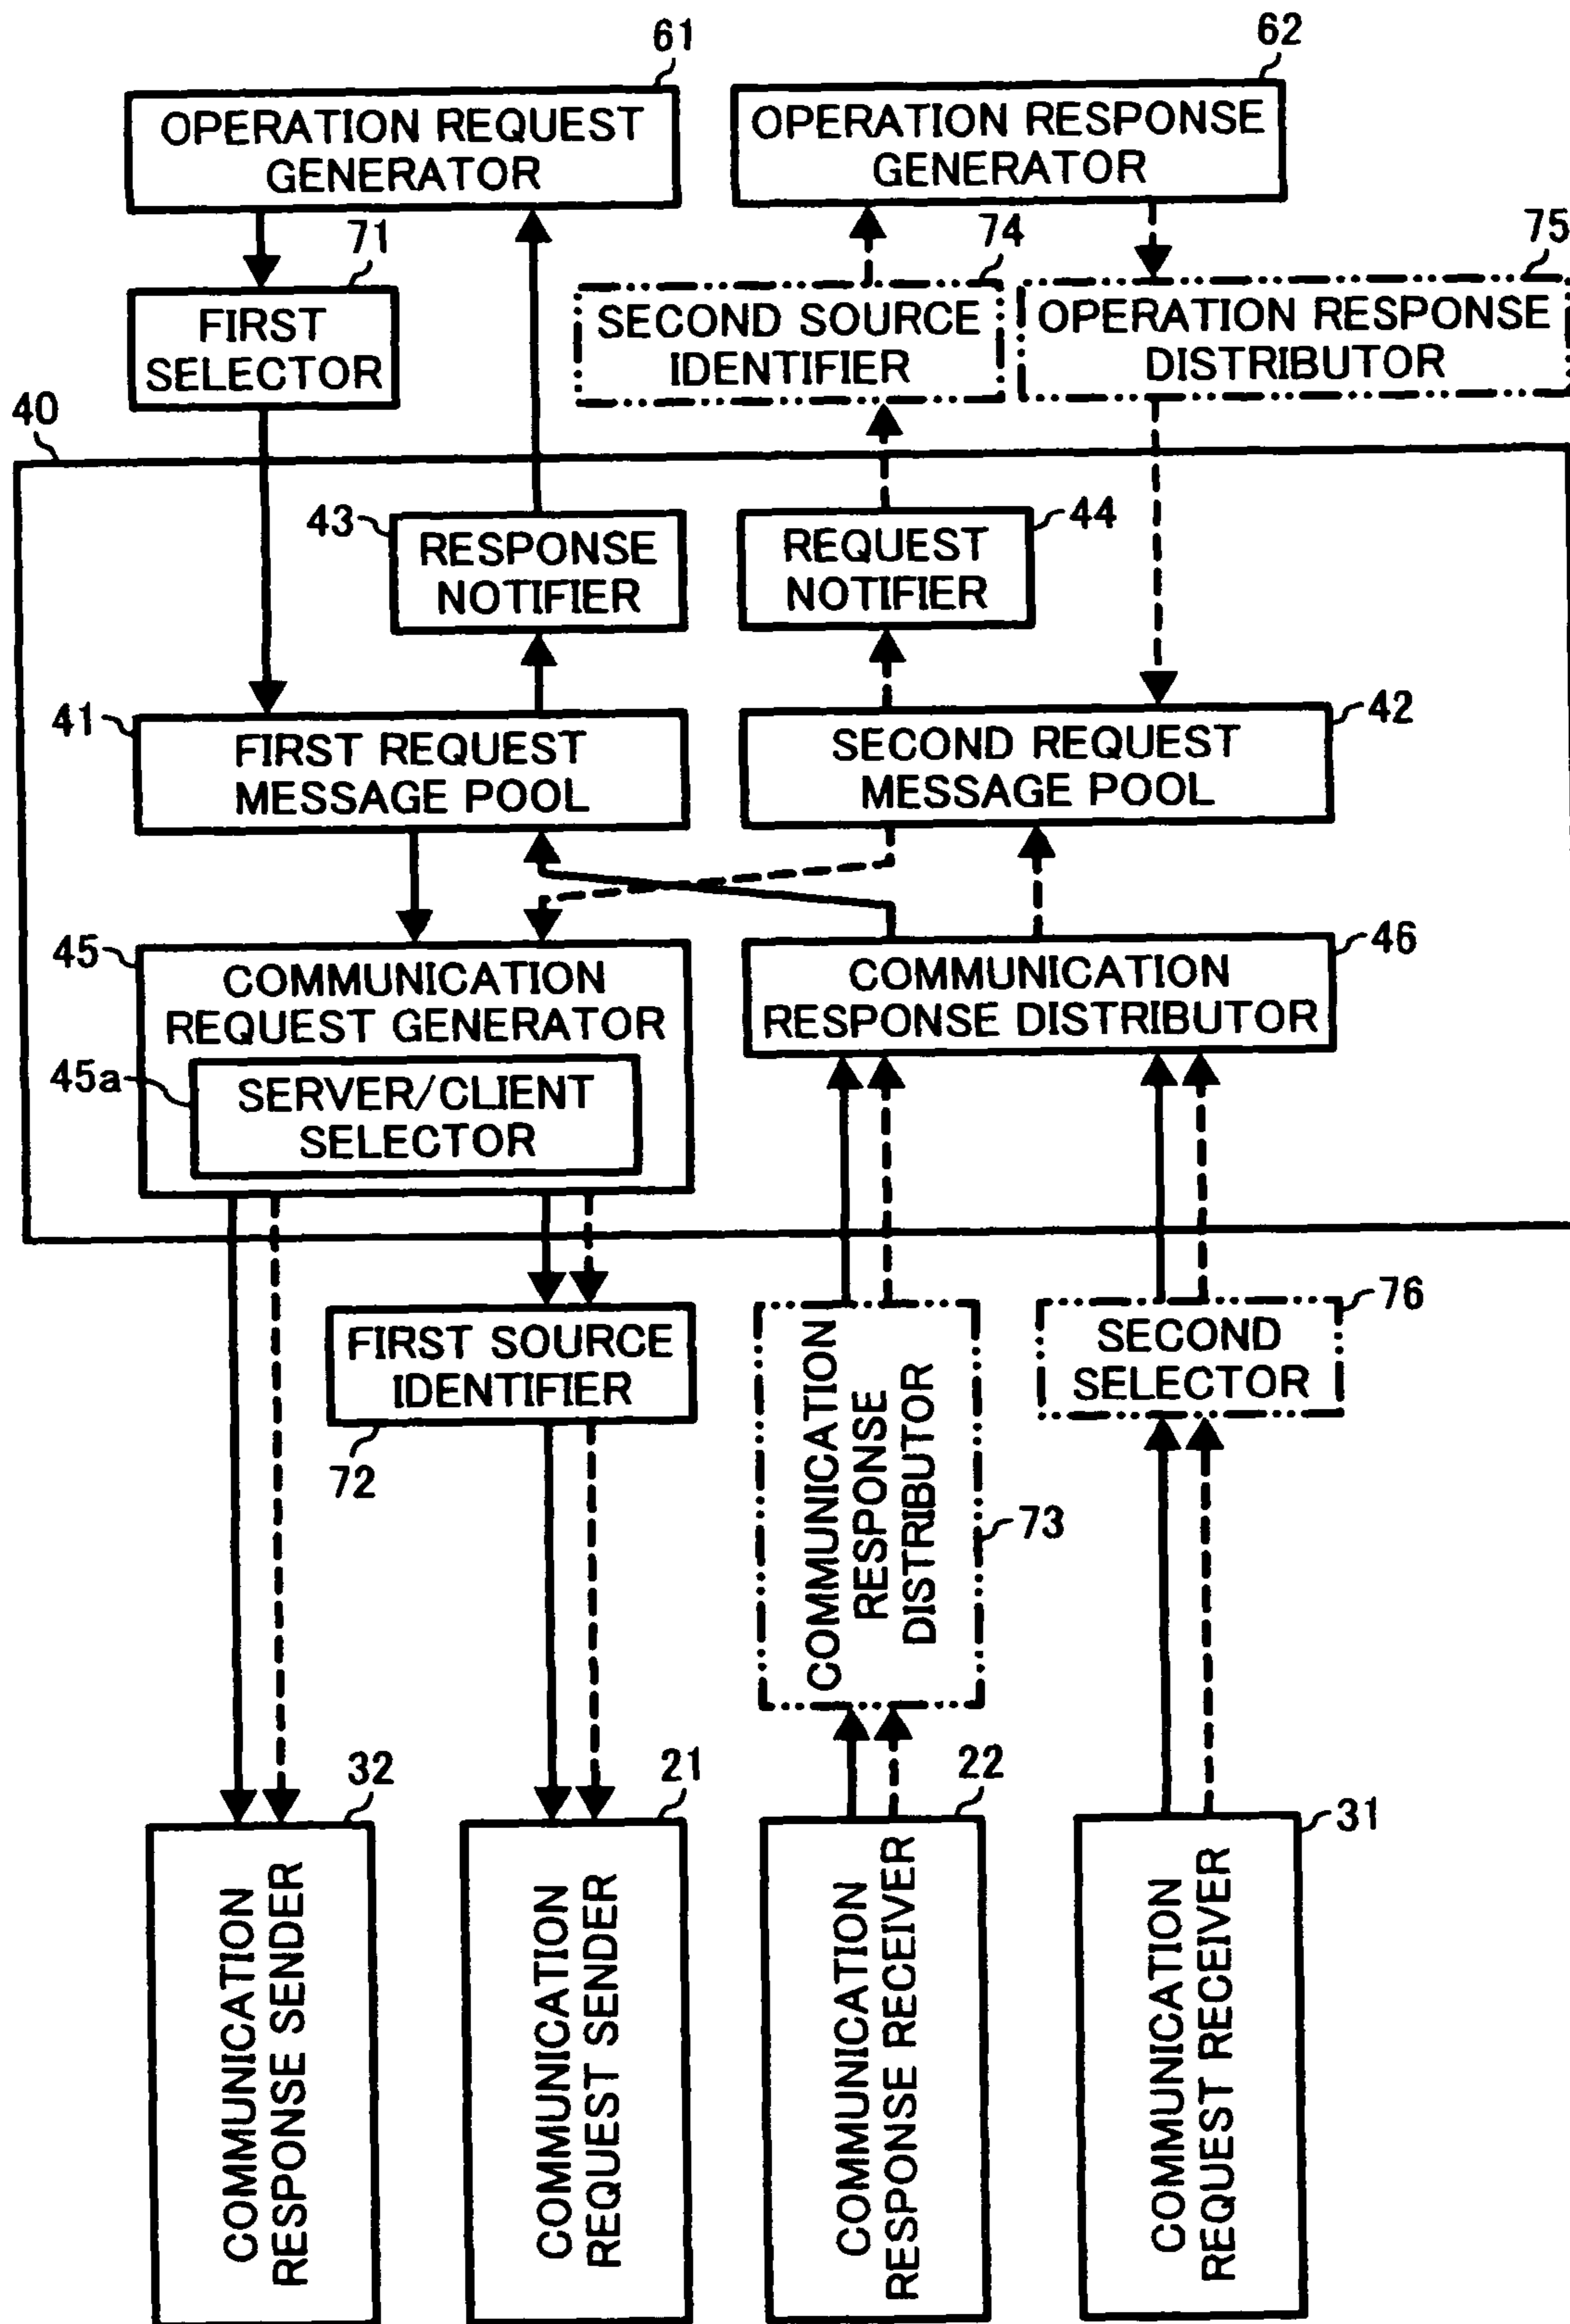 61
62
OPERATION REQUEST
GENERATOR
OPERATION RESPONSE
GENERATOR
71
74
75
FIRST
SELECTOR
SECOND SOURCE
IDENTIFIER
OPERATION RESPONSE
DISTRIBUTOR
40
43
RESPONSE
NOTIFIER
REQUEST
NOTIFIER
44
41
FIRST REQUEST
MESSAGE POOL
SECOND REQUEST
MESSAGE POOL
42
45
COMMUNICATION
REQUEST GENERATOR
45a
SERVER/CLIENT
SELECTOR
COMMUNICATION
RESPONSE DISTRIBUTOR
46
FIRST SOURCE
IDENTIFIER
72
COMMUNICATION
RESPONSE
DISTRIBUTOR
73
SECOND
SELECTOR
76
32
COMMUNICATION
RESPONSE SENDER
21
COMMUNICATION
REQUEST SENDER
22
COMMUNICATION
RESPONSE RECEIVER
31
COMMUNICATION
REQUEST RECEIVER